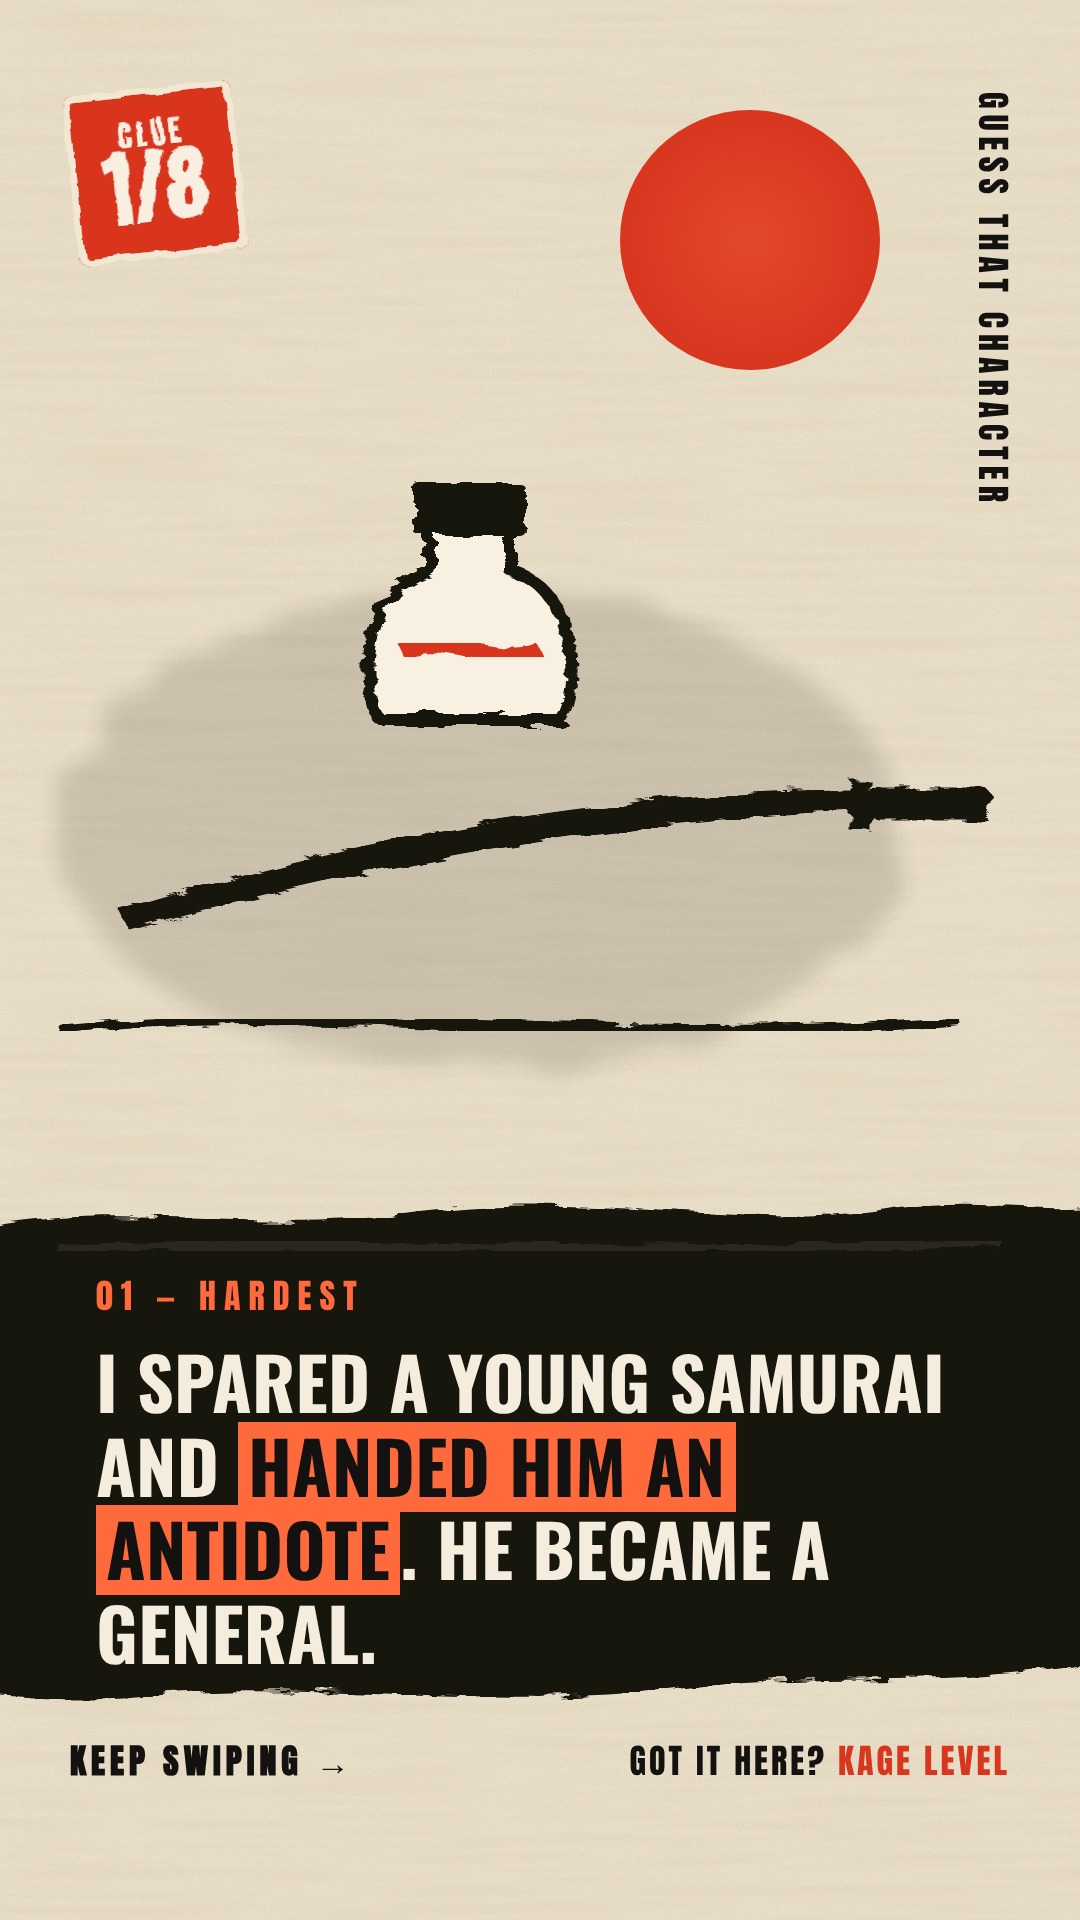 CLUE
1/8
GUESS THAT CHARACTER
01 – HARDEST
I SPARED A YOUNG SAMURAI
AND HANDED HIM AN
ANTIDOTE. HE BECAME A
GENERAL.
KEEP SWIPING →
GOT IT HERE? KAGE LEVEL